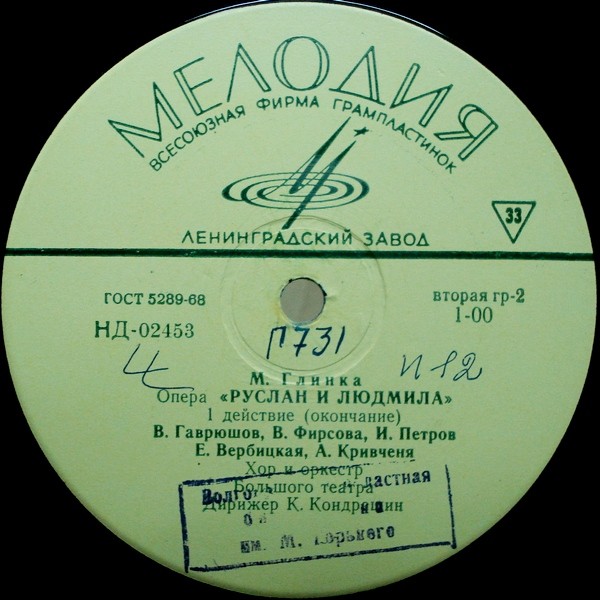 МЕЛОДИЯ
ВСЕСОЮЗНАЯ ФИРМА ГРАМПЛАСТИНОК
33
ЛЕНИНГРАДСКИЙ ЗАВОД
ГОСТ 5289-68
вторая гр-2
НД-02453
1-00
П731
И12
М. Глинка
Опера «РУСЛАН И ЛЮДМИЛА»
1 действие (окончание)
В. Гаврюшов, В. Фирсова, И. Петров
Е. Вербицкая, А. Кривченя
Хор и оркестр
Большого театра
Дирижер К. Кондрашин
им. М. Горького